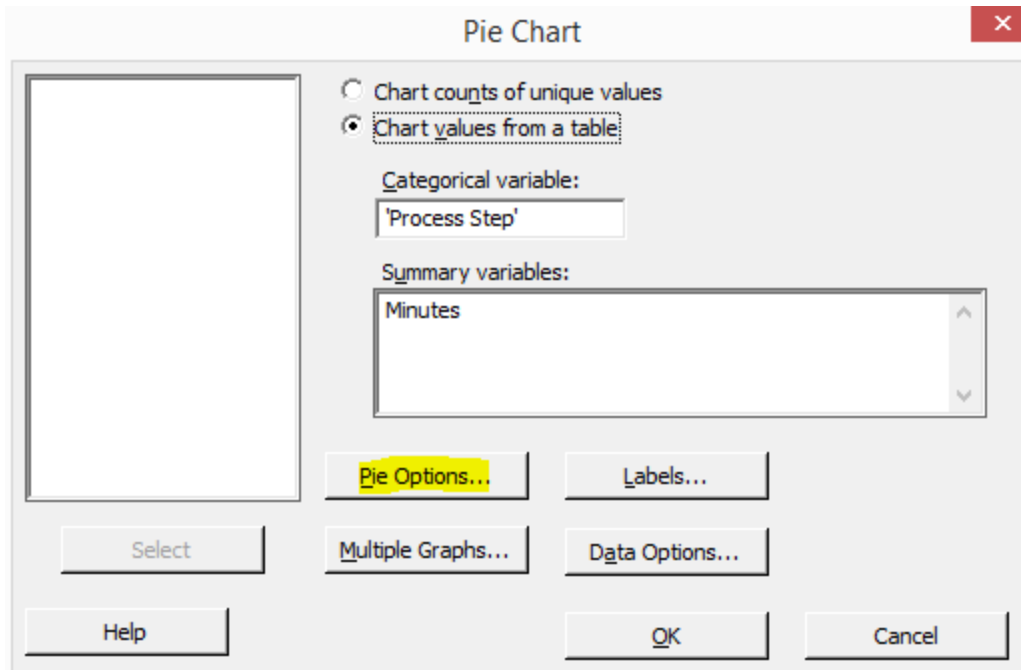 Pie Chart
Chart counts of unique values
Chart values from a table
Categorical variable:
'Process Step'
Summary variables:
Minutes
Pie Options...
Labels...
Select
Multiple Graphs...
Data Options...
Help
OK
Cancel